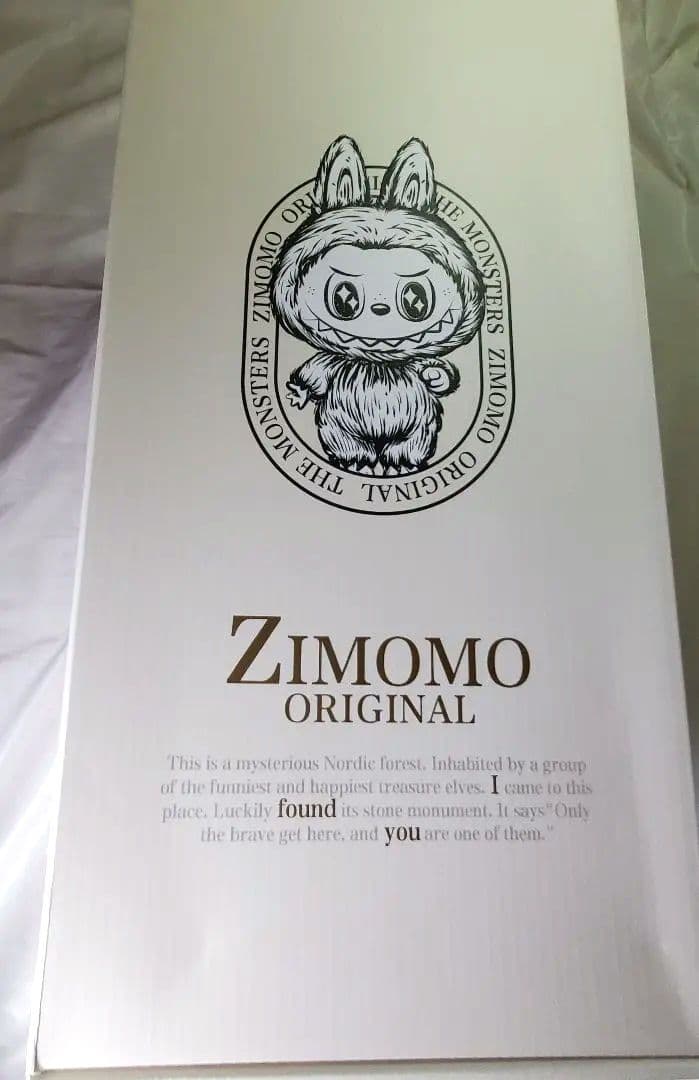 ZIMOMO ORI THE MONSTERS ZIMOMO ORIGINAL THE MONSTERS
ZIMOMO
ORIGINAL
This is a mysterious Nordic forest. Inhabited by a group
of the funniest and happiest treasure elves. I came to this
place. Luckily found its stone monument. It says“Only
the brave get here, and you are one of them.”